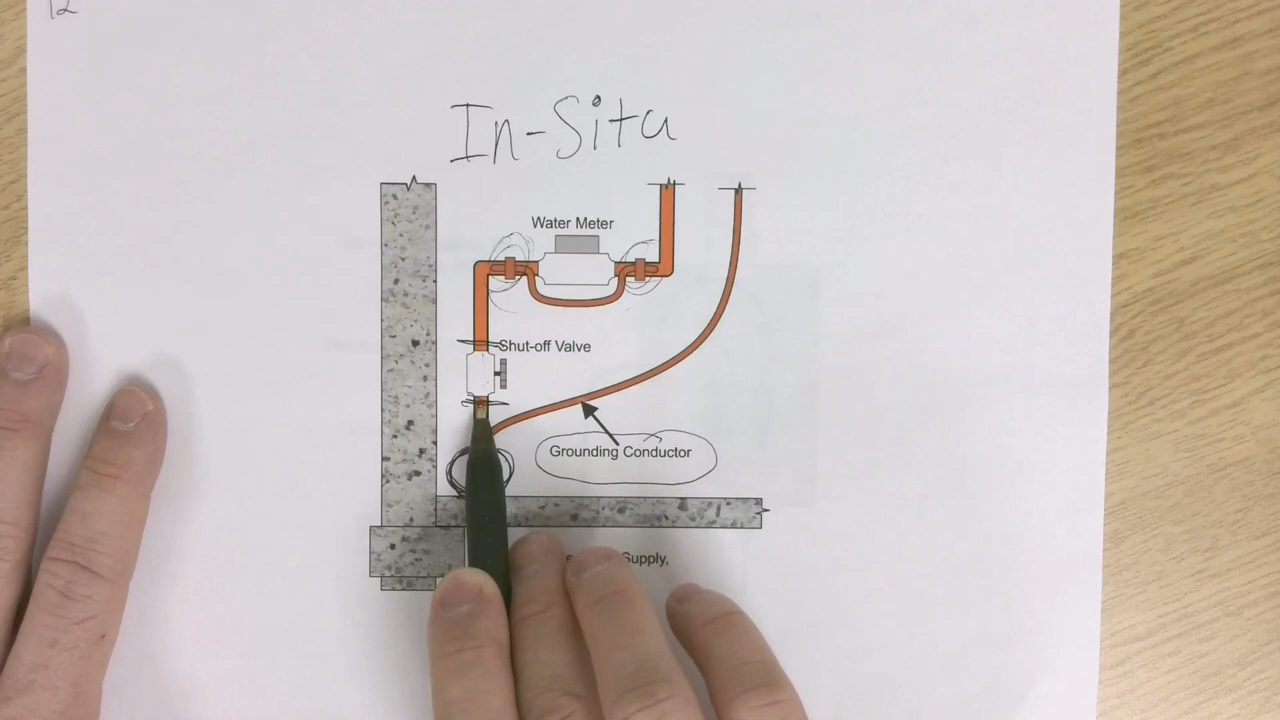 12
In-Situ
Water Meter
Shut-off Valve
Grounding Conductor
Supply,